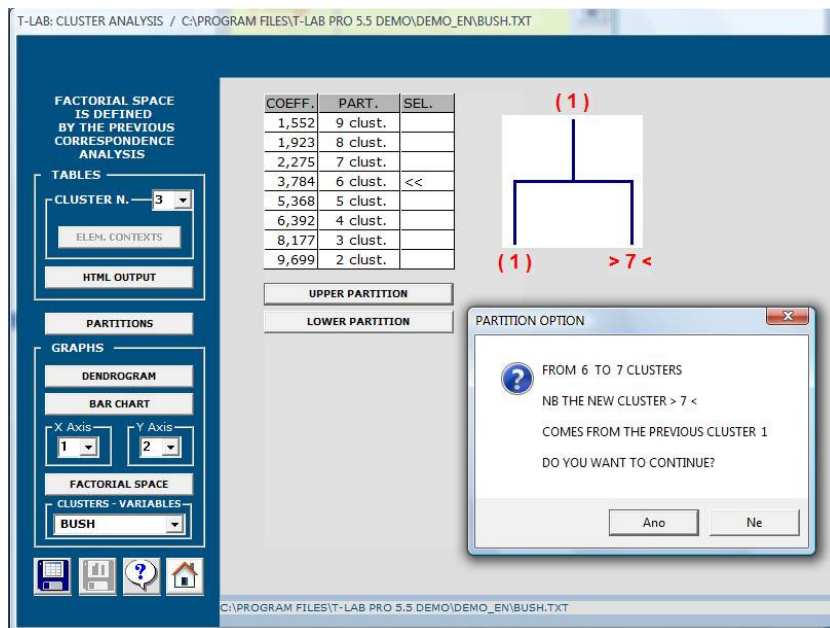 T-LAB: CLUSTER ANALYSIS / C:\PROGRAM FILES\T-LAB PRO 5.5 DEMO\DEMO_EN\BUSH.TXT
FACTORIAL SPACE
IS DEFINED
BY THE PREVIOUS
CORRESPONDENCE
ANALYSIS
TABLES
CLUSTER N. 3
ELEM. CONTEXTS
HTML OUTPUT
PARTITIONS
GRAPHS
DENDROGRAM
BAR CHART
X Axis Y Axis
1 2
FACTORIAL SPACE
CLUSTERS - VARIABLES
BUSH
COEFF. PART. SEL.
1,552 9 clust.
1,923 8 clust.
2,275 7 clust.
3,784 6 clust. <<
5,368 5 clust.
6,392 4 clust.
8,177 3 clust.
9,699 2 clust.
UPPER PARTITION
LOWER PARTITION
( 1 )
( 1 ) > 7 <
PARTITION OPTION
FROM 6 TO 7 CLUSTERS
NB THE NEW CLUSTER > 7 <
COMES FROM THE PREVIOUS CLUSTER 1
DO YOU WANT TO CONTINUE?
Ano Ne
C:\PROGRAM FILES\T-LAB PRO 5.5 DEMO\DEMO_EN\BUSH.TXT